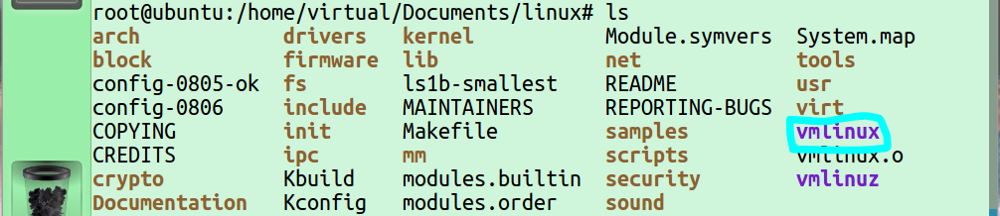 root@ubuntu:/home/virtual/Documents/linux# ls
arch drivers kernel Module.symvers System.map
block firmware lib net tools
config-0805-ok fs ls1b-smallest README usr
config-0806 include MAINTAINERS REPORTING-BUGS virt
COPYING init Makefile samples vmlinux
CREDITS ipc mm scripts vmlinux.o
crypto Kbuild modules.builtin security vmlinuz
Documentation Kconfig modules.order sound